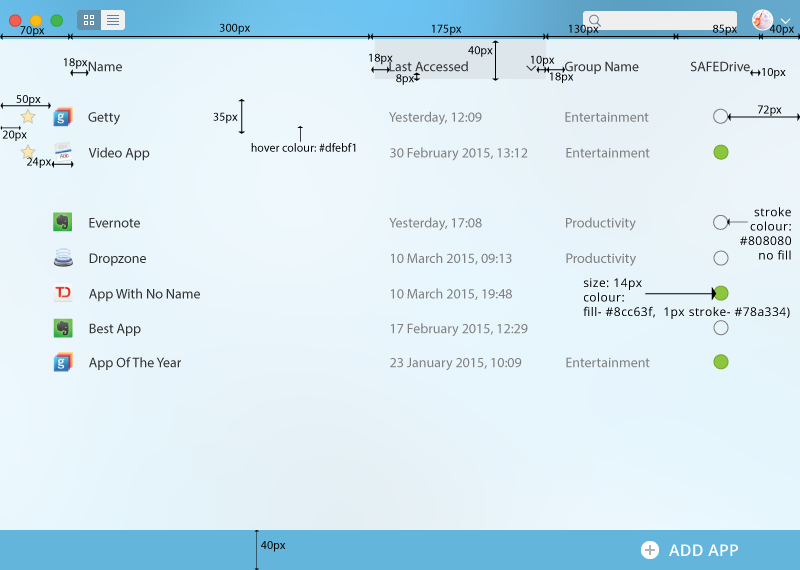 70px 300px 175px 130px 85px 40px
18px Name 18px Last Accessed 40px 10px Group Name SAFEDrive
8px 18px 10px
50px
Getty 35px Yesterday, 12:09 Entertainment 72px
20px
hover colour: #dfebf1
24px Video App 30 February 2015, 13:12 Entertainment
Evernote Yesterday, 17:08 Productivity
stroke
colour:
#808080
no fill
Dropzone 10 March 2015, 09:13 Productivity
App With No Name 10 March 2015, 19:48
size: 14px
colour:
fill- #8cc63f, 1px stroke- #78a334)
Best App 17 February 2015, 12:29
App Of The Year 23 January 2015, 10:09 Entertainment
40px
ADD APP